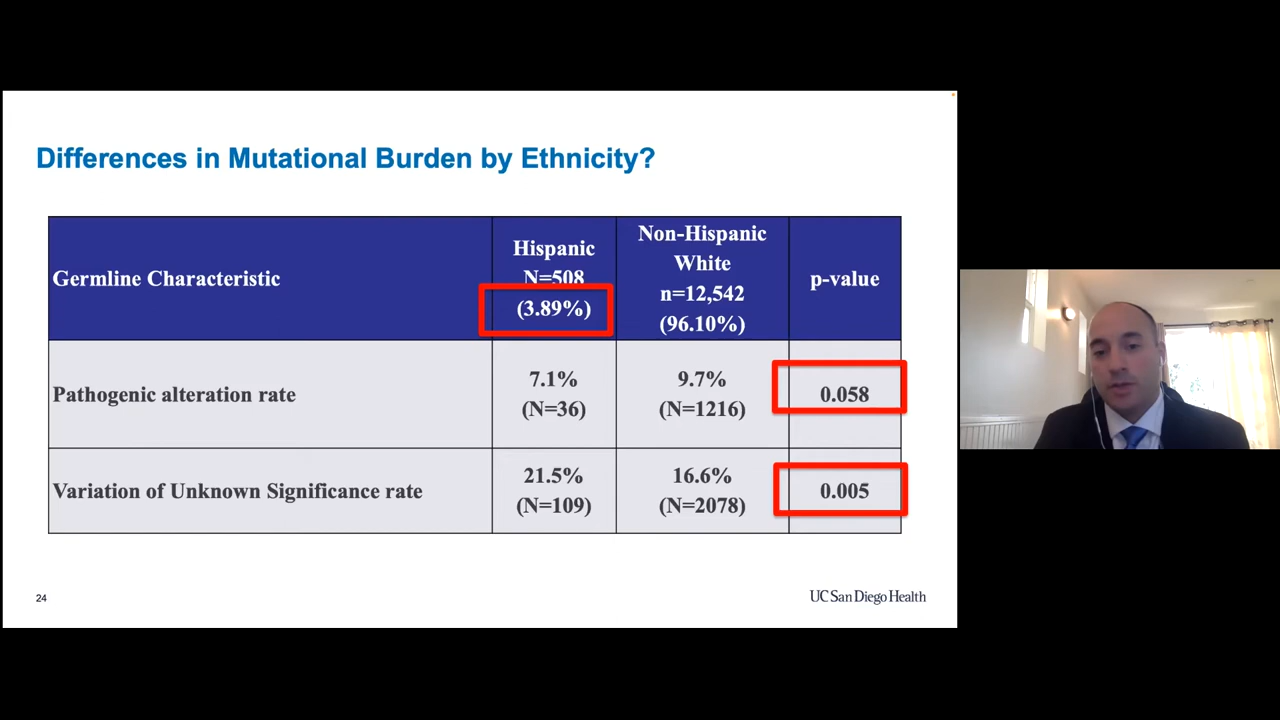 Differences in Mutational Burden by Ethnicity?
Germline Characteristic
Hispanic
N=508
(3.89%)
Non-Hispanic
White
n=12,542
(96.10%)
p-value
Pathogenic alteration rate
7.1%
(N=36)
9.7%
(N=1216)
0.058
Variation of Unknown Significance rate
21.5%
(N=109)
16.6%
(N=2078)
0.005
24
UC San Diego Health